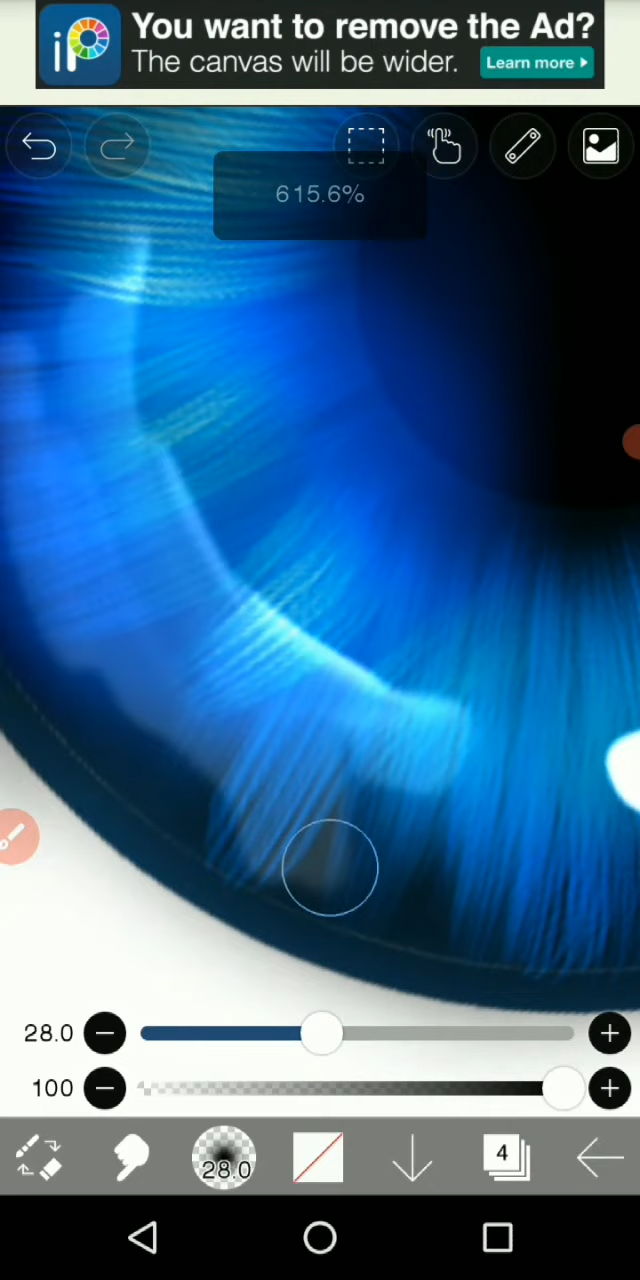 iP
You want to remove the Ad?
The canvas will be wider.
Learn more
615.6%
28.0
100
28.0
4